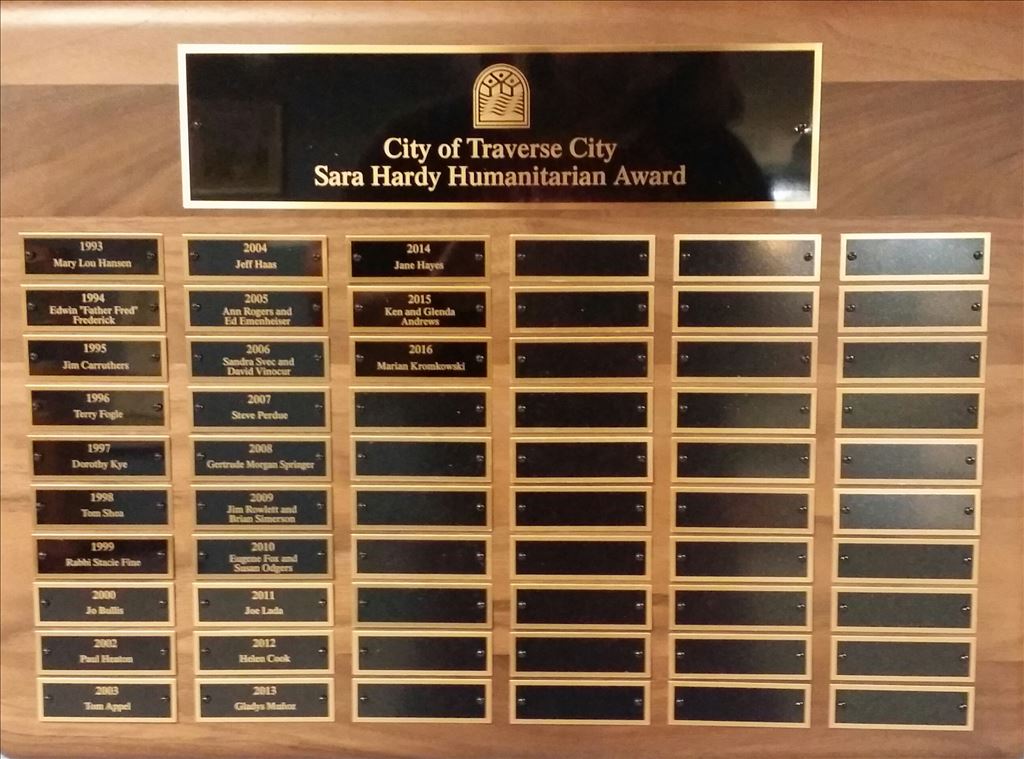 City of Traverse City
Sara Hardy Humanitarian Award
1993
Mary Lou Hansen
1994
Edwin "Father Fred"
Frederick
1995
Jim Carruthers
1996
Terry Fogle
1997
Dorothy Kye
1998
Tom Shea
1999
Rabbi Stacie Fine
2000
Jo Bullis
2002
Paul Heaton
2003
Tom Appel
2004
Jeff Haas
2005
Ann Rogers and
Ed Emenheiser
2006
Sandra Svec and
David Vinocur
2007
Steve Perdue
2008
Gertrude Morgan Springer
2009
Jim Rowlett and
Brian Simerson
2010
Eugene Fox and
Susan Odgers
2011
Joe Lada
2012
Helen Cook
2013
Gladys Muñoz
2014
Jane Hayes
2015
Ken and Glenda
Andrews
2016
Marian Kromkowski